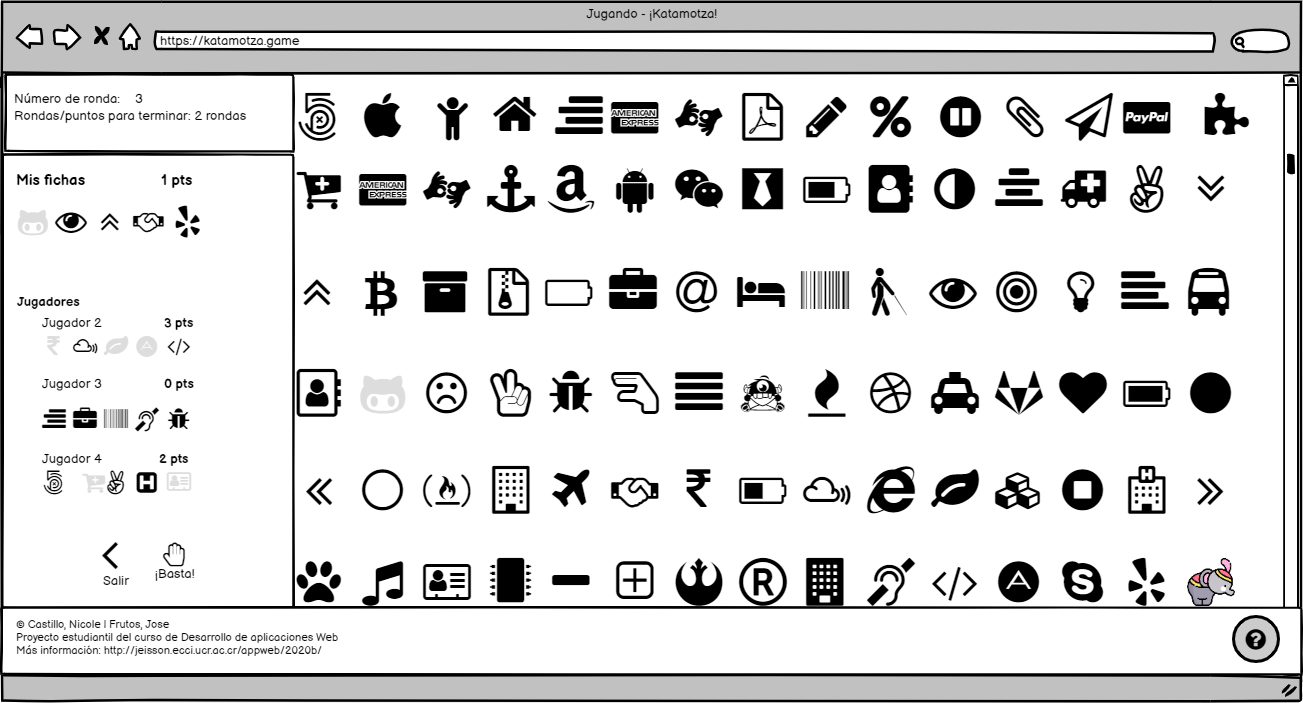 Jugando - ¡Katamotza!
https://katamotza.game
Número de ronda: 3
Rondas/puntos para terminar: 2 rondas
Mis fichas 1 pts
Jugadores
Jugador 2 3 pts
Jugador 3 0 pts
Jugador 4 2 pts
Salir
¡Basta!
AMERICAN EXPRESS
PayPal
AMERICAN EXPRESS
© Castillo, Nicole | Frutos, Jose
Proyecto estudiantil del curso de Desarrollo de aplicaciones Web
Más información: http://jeisson.ecci.ucr.ac.cr/appweb/2020b/